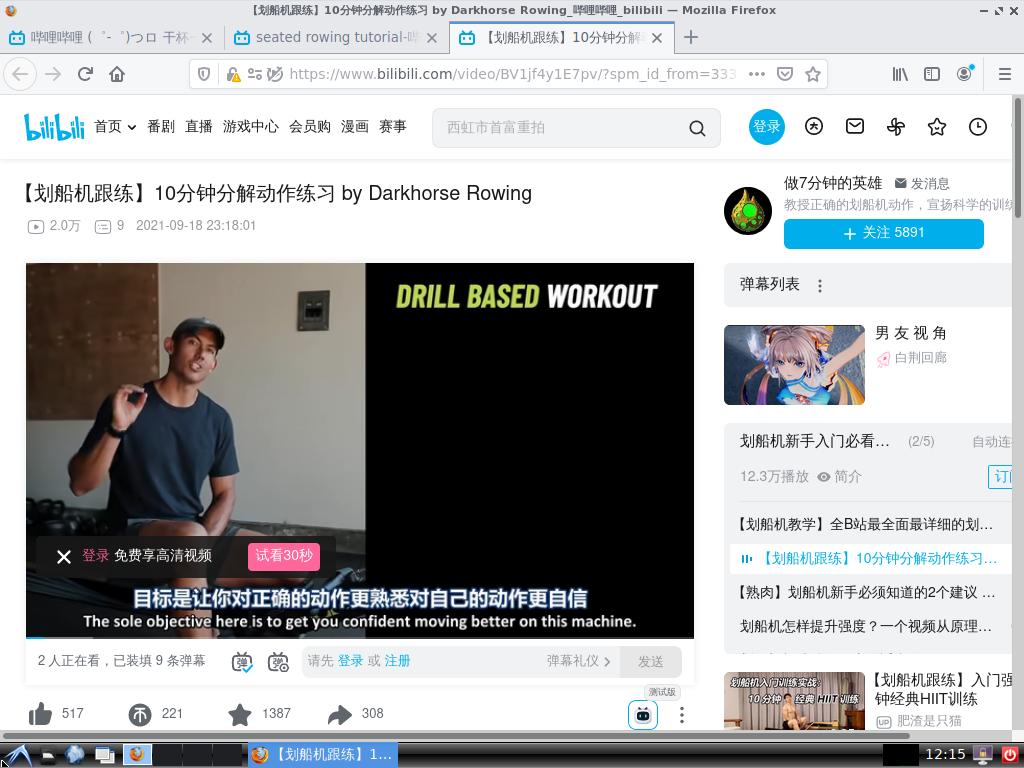 【划船机跟练】10分钟分解动作练习 by Darkhorse Rowing_哔哩哔哩_bilibili — Mozilla Firefox
哔哩哔哩 (゜-゜)つロ 干杯
seated rowing tutorial-哔
【划船机跟练】10分钟分解
https://www.bilibili.com/video/BV1jf4y1E7pv/?spm_id_from=333
bilibili
首页 番剧 直播 游戏中心 会员购 漫画 赛事
西虹市首富重拍
登录
【划船机跟练】10分钟分解动作练习 by Darkhorse Rowing
2.0万 9 2021-09-18 23:18:01
做7分钟的英雄 发消息
教授正确的划船机动作，宣扬科学的训练
+ 关注 5891
DRILL BASED WORKOUT
登录 免费享高清视频 试看30秒
目标是让你对正确的动作更熟悉对自己的动作更自信
The sole objective here is to get you confident moving better on this machine.
2 人正在看，已装填 9 条弹幕
请先 登录 或 注册
弹幕礼仪 发送
517 221 1387 308
测试版
弹幕列表
男 友 视 角
白荆回廊
划船机新手入门必看… (2/5) 自动连
12.3万播放 简介 订
【划船机教学】全B站最全面最详细的划…
【划船机跟练】10分钟分解动作练习…
【熟肉】划船机新手必须知道的2个建议 …
划船机怎样提升强度？一个视频从原理…
划船机入门训练实战:
10 分钟 经典 HIIT 训练
【划船机跟练】入门强
钟经典HIIT训练
UP 肥渣是只猫
【划船机跟练】1…
12:15